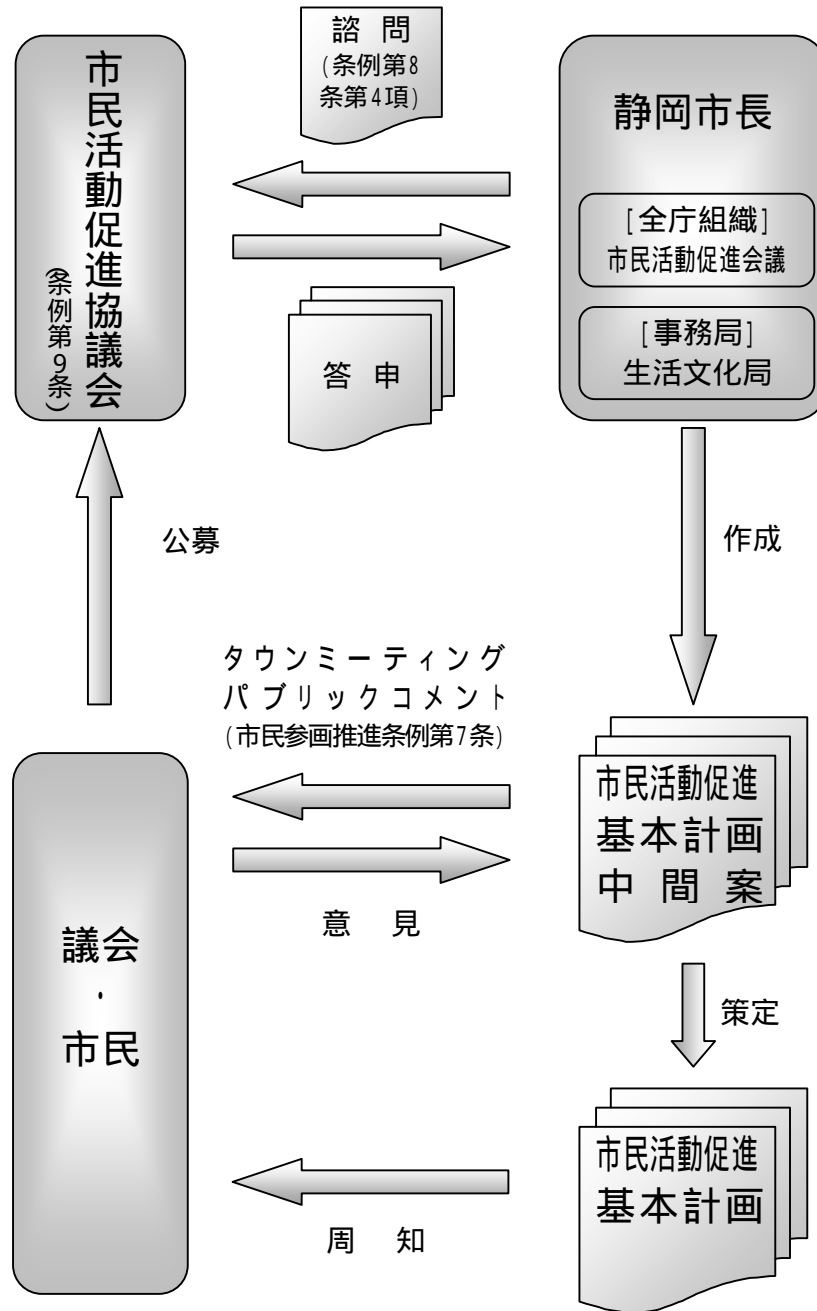 市民活動促進協議会
(条例第9条)
諮問
(条例第8
条第4項)
静岡市長
[全庁組織]
市民活動促進会議
[事務局]
生活文化局
答申
公募
作成
タウンミーティング
パブリックコメント
(市民参画推進条例第7条)
市民活動促進
基本計画
中間案
意見
議会
・
市民
策定
市民活動促進
基本計画
周知